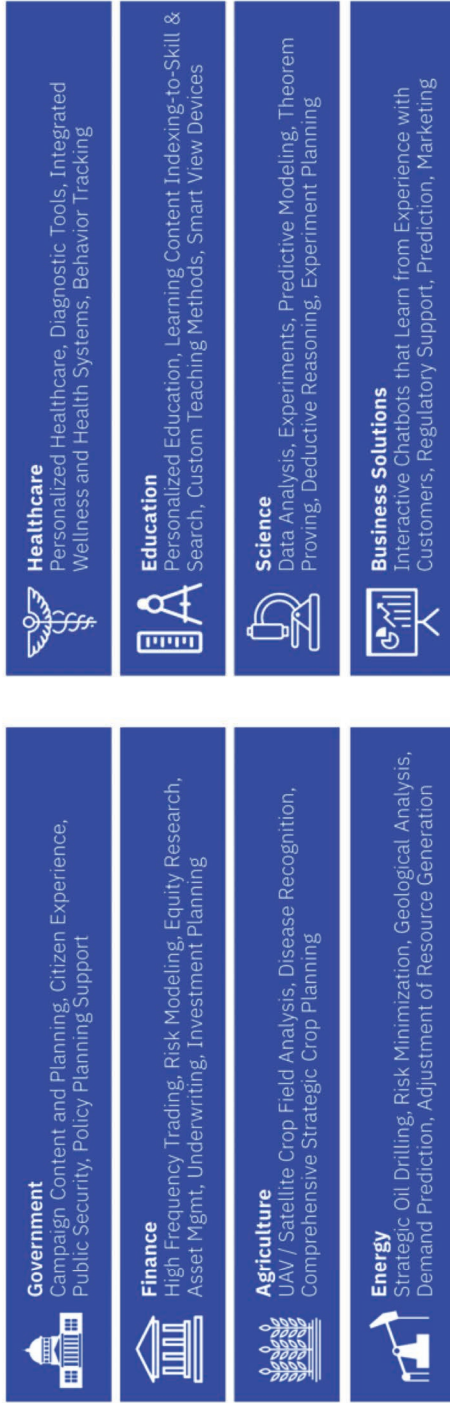 Government
Campaign Content and Planning, Citizen Experience,
Public Security, Policy Planning Support
Healthcare
Personalized Healthcare, Diagnostic Tools, Integrated
Wellness and Health Systems, Behavior Tracking
Finance
High Frequency Trading, Risk Modeling, Equity Research,
Asset Mgmt, Underwriting, Investment Planning
Education
Personalized Education, Learning Content Indexing-to-Skill &
Search, Custom Teaching Methods, Smart View Devices
Agriculture
UAV / Satellite Crop Field Analysis, Disease Recognition,
Comprehensive Strategic Crop Planning
Science
Data Analysis, Experiments, Predictive Modeling, Theorem
Proving, Deductive Reasoning, Experiment Planning
Energy
Strategic Oil Drilling, Risk Minimization, Geological Analysis,
Demand Prediction, Adjustment of Resource Generation
Business Solutions
Interactive Chatbots that Learn from Experience with
Customers, Regulatory Support, Prediction, Marketing